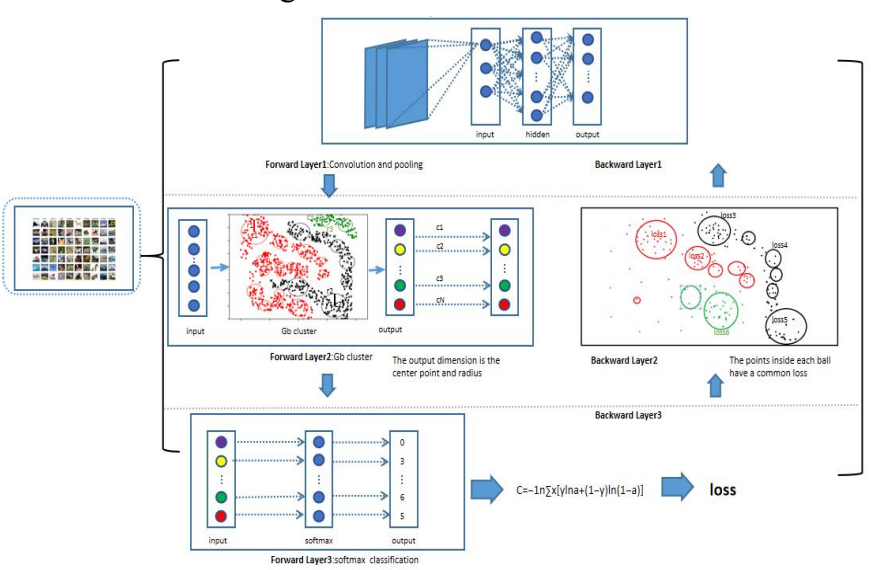 input
hidden
output
Forward Layer1:Convolution and pooling
Backward Layer1
input
Gb cluster
output
c1
c2
c3
cN
Forward Layer2:Gb cluster
The output dimension is the
center point and radius
loss1
loss2
loss3
loss4
loss5
loss6
Backward Layer2
The points inside each ball
have a common loss
Backward Layer3
0
3
6
5
input
softmax
output
Forward Layer3:softmax classification
C=−1n∑x[ylna+(1−y)ln(1−a)]
loss